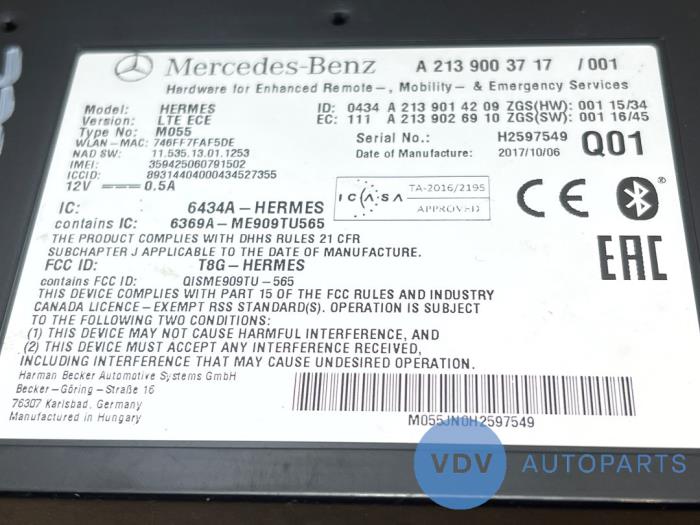 Mercedes-Benz A 213 900 37 17 /001
Hardware for Enhanced Remote-, Mobility- & Emergency Services
Model: HERMES ID: 0434 A 213 901 42 09 ZGS(HW): 001 15/34
Version: LTE ECE EC: 111 A 213 902 69 10 ZGS(SW): 001 16/45
Type No: M055 Serial No.: H2597549 Q01
WLAN-MAC: 746FF7FAF5DE Date of Manufacture: 2017/10/06
NAD SW: 11.535.13.01.1253
IMEI: 359425060791502
ICCID: 89314404000434527355
12V 0.5A
ICASA TA-2016/2195
APPROVED
CE
EAC
IC: 6434A-HERMES
contains IC: 6369A-ME909TU565
THE PRODUCT COMPLIES WITH DHHS RULES 21 CFR
SUBCHAPTER J APPLICABLE TO THE DATE OF MANUFACTURE.
FCC ID: T8G-HERMES
contains FCC ID: QISME909TU-565
THIS DEVICE COMPLIES WITH PART 15 OF THE FCC RULES AND INDUSTRY
CANADA LICENCE-EXEMPT RSS STANDARD(S). OPERATION IS SUBJECT
TO THE FOLLOWING TWO CONDITIONS:
(1) THIS DEVICE MAY NOT CAUSE HARMFUL INTERFERENCE, AND
(2) THIS DEVICE MUST ACCEPT ANY INTERFERENCE RECEIVED,
INCLUDING INTERFERENCE THAT MAY CAUSE UNDESIRED OPERATION.
Harman Becker Automotive Systems GmbH
Becker-Göring-Straße 16
76307 Karlsbad, Germany
Manufactured in Hungary
M055JN0H2597549
VDV AUTOPARTS